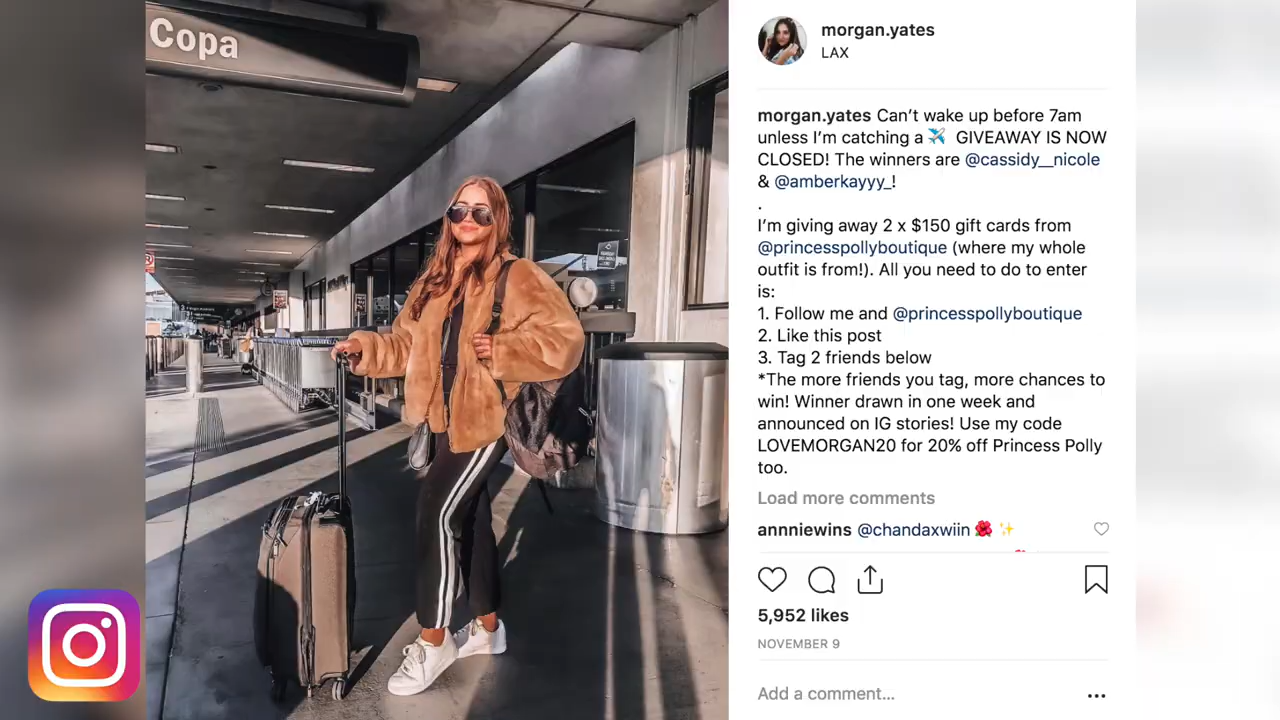 Copa
morgan.yates
LAX
morgan.yates Can’t wake up before 7am
unless I’m catching a ✈️ GIVEAWAY IS NOW
CLOSED! The winners are @cassidy__nicole
& @amberkayyy_!
.
I’m giving away 2 x $150 gift cards from
@princesspollyboutique (where my whole
outfit is from!). All you need to do to enter
is:
1. Follow me and @princesspollyboutique
2. Like this post
3. Tag 2 friends below
*The more friends you tag, more chances to
win! Winner drawn in one week and
announced on IG stories! Use my code
LOVEMORGAN20 for 20% off Princess Polly
too.
Load more comments
annniewins @chandaxwiin 🌺 ✨
5,952 likes
NOVEMBER 9
Add a comment...